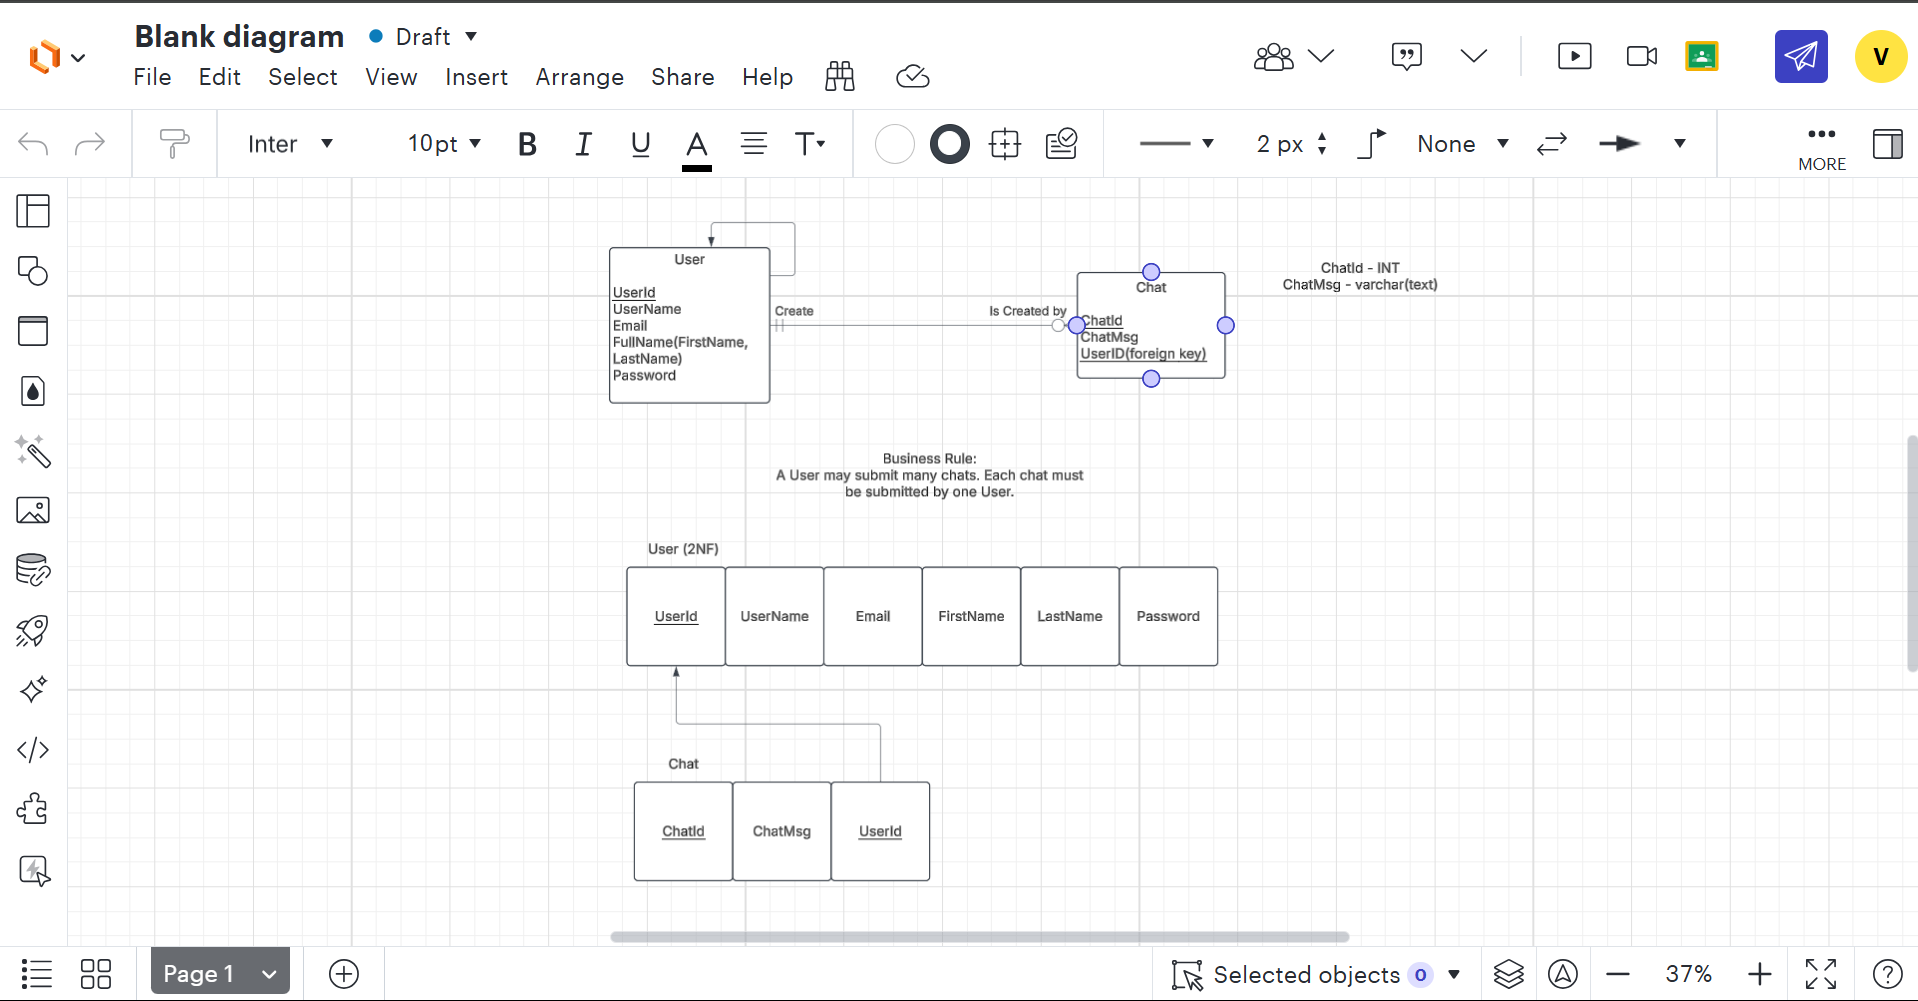 Blank diagram
Draft
File Edit Select View Insert Arrange Share Help
V
Inter
10pt
B I U A T
2 px
None
MORE
User
UserId
UserName
Email
FullName(FirstName,
LastName)
Password
Create
Is Created by
Chat
ChatId
ChatMsg
UserID(foreign key)
ChatId - INT
ChatMsg - varchar(text)
Business Rule:
A User may submit many chats. Each chat must
be submitted by one User.
User (2NF)
UserId UserName Email FirstName LastName Password
Chat
ChatId ChatMsg UserId
Page 1
Selected objects 0
37%